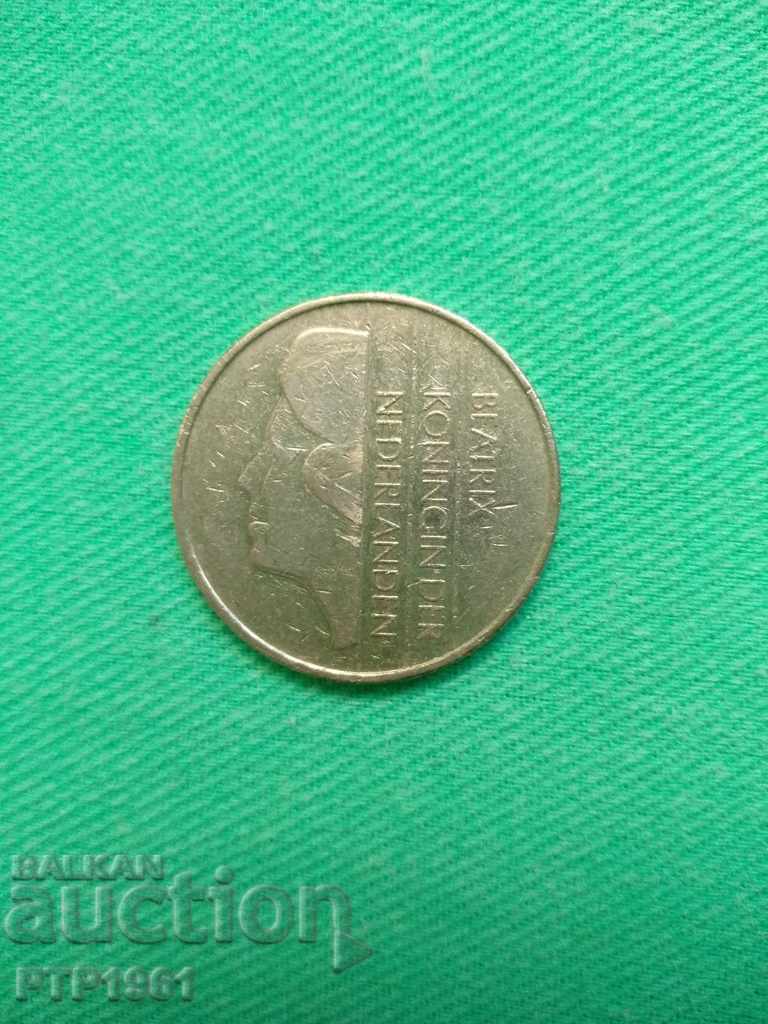 BEATRIX
KONINGIN·DER
NEDERLANDEN
BALKAN
auction
PTP1961